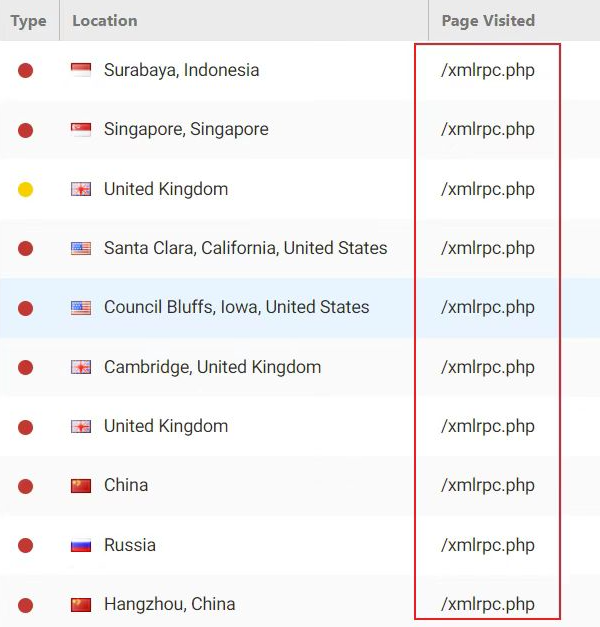 Type Location Page Visited
Surabaya, Indonesia /xmlrpc.php
Singapore, Singapore /xmlrpc.php
United Kingdom /xmlrpc.php
Santa Clara, California, United States /xmlrpc.php
Council Bluffs, Iowa, United States /xmlrpc.php
Cambridge, United Kingdom /xmlrpc.php
United Kingdom /xmlrpc.php
China /xmlrpc.php
Russia /xmlrpc.php
Hangzhou, China /xmlrpc.php